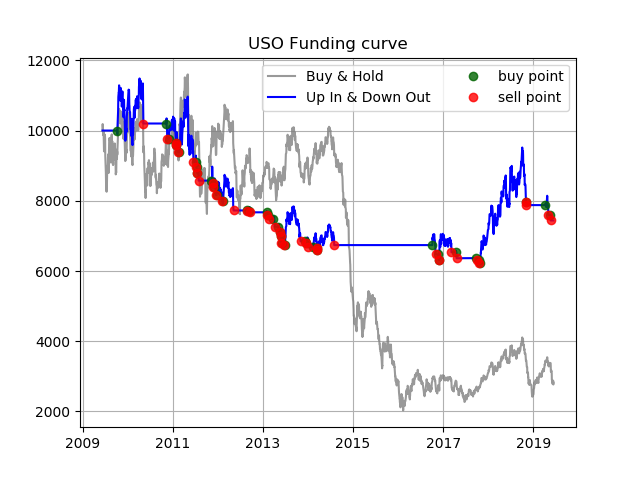 USO Funding curve
12000
10000
8000
6000
4000
2000
Buy & Hold
Up In & Down Out
buy point
sell point
2009 2011 2013 2015 2017 2019